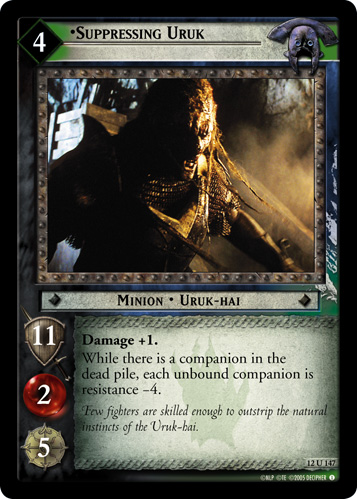 4
•Suppressing Uruk
Minion • Uruk-hai
11
2
5
Damage +1.
While there is a companion in the
dead pile, each unbound companion is
resistance −4.
Few fighters are skilled enough to outstrip the natural
instincts of the Uruk-hai.
12 U 147
©NLP ©TE ©2005 DECIPHER